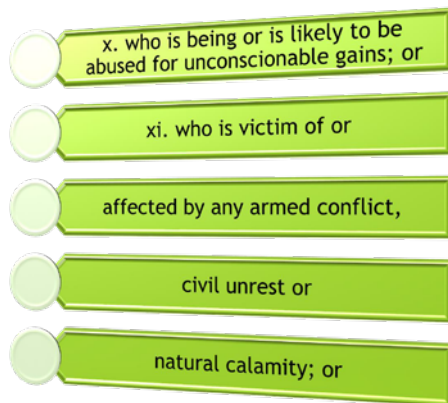 x. who is being or is likely to be
abused for unconscionable gains; or
xi. who is victim of or
affected by any armed conflict,
civil unrest or
natural calamity; or